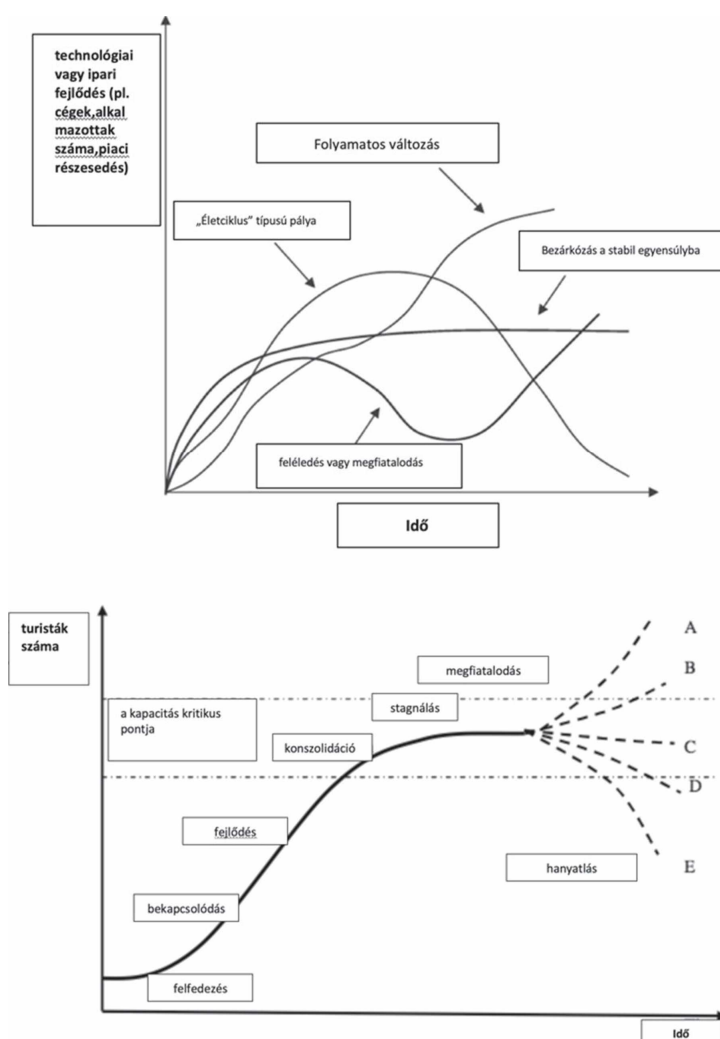 technológiai
vagy ipari
fejlődés (pl.
cégek,alkal
mazottak
száma,piaci
részesedés)
Folyamatos változás
„Életciklus” típusú pálya
Bezárkózás a stabil egyensúlyba
feléledés vagy megfiatalodás
Idő
turisták
száma
A
megfiatalodás
B
stagnálás
a kapacitás kritikus
pontja
konszolidáció
C
D
fejlődés
hanyatlás
E
bekapcsolódás
felfedezés
Idő